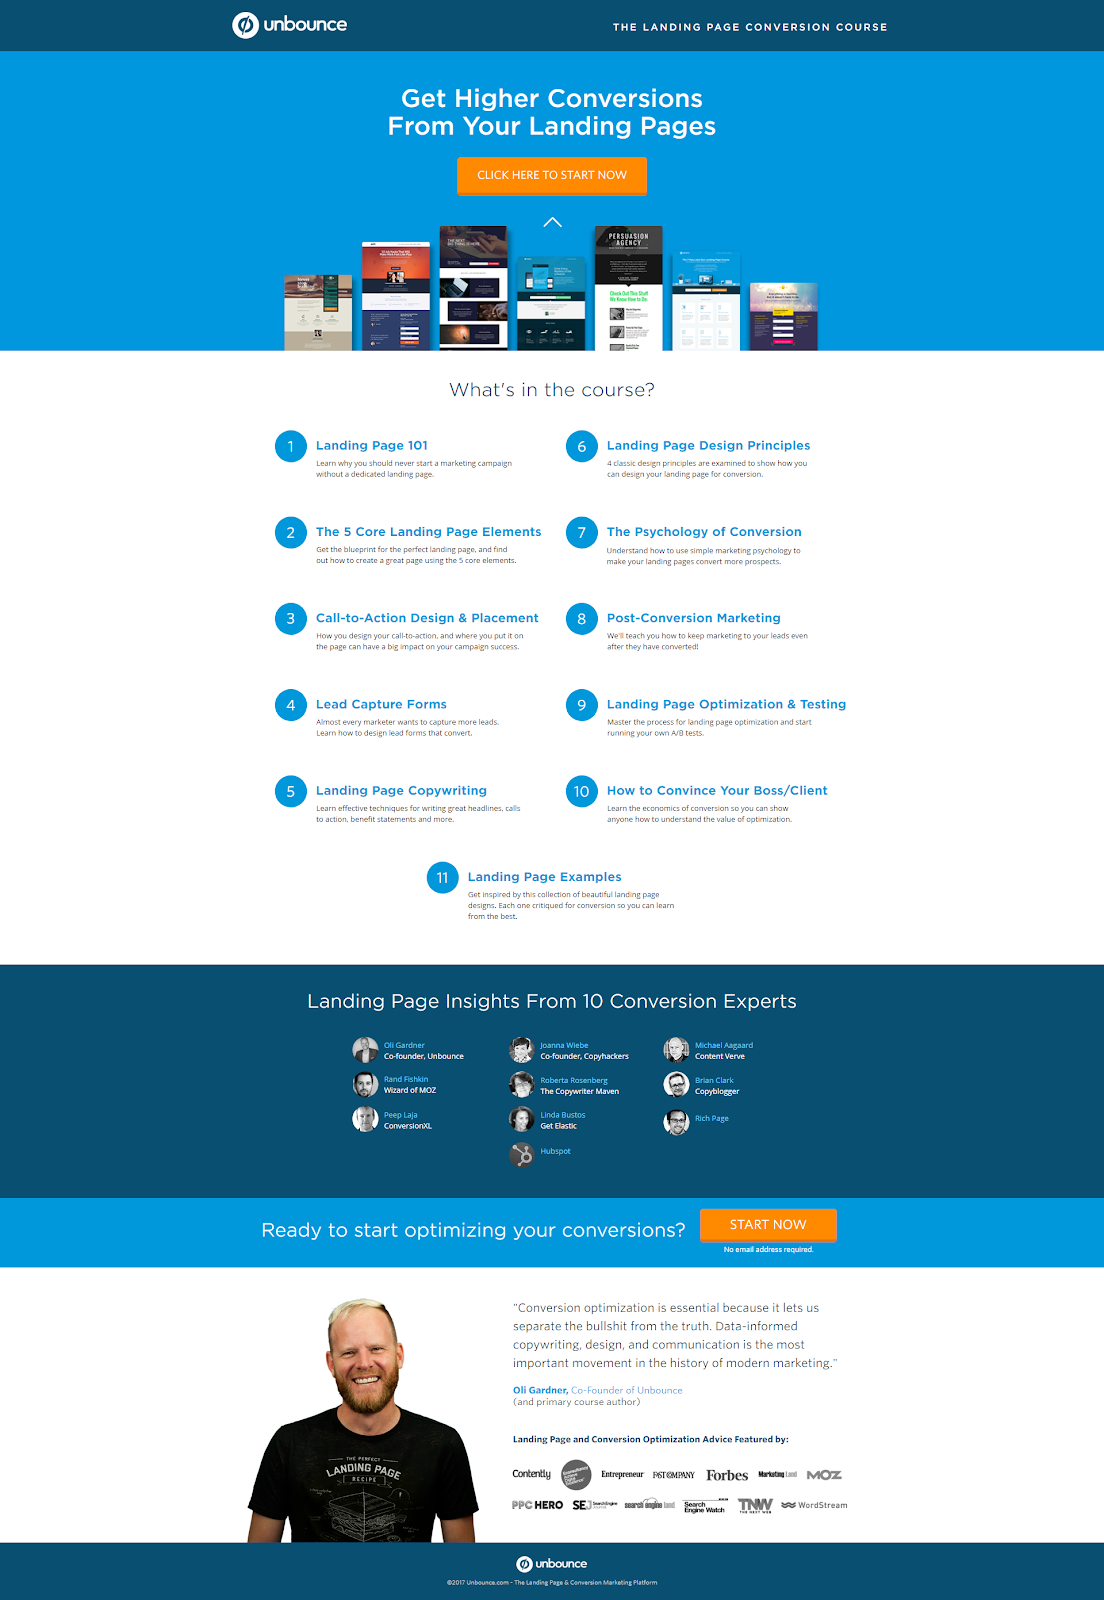 unbounce
THE LANDING PAGE CONVERSION COURSE
Get Higher Conversions
From Your Landing Pages
CLICK HERE TO START NOW
PERSUASION
AGENCY
Check Out This Stuff
We Know How to Do:
What's in the course?
1 Landing Page 101
Learn why you should never start a marketing campaign
without a dedicated landing page.
2 The 5 Core Landing Page Elements
Get the blueprint for the perfect landing page, and find
out how to create a great page using the 5 core elements.
3 Call-to-Action Design & Placement
How you design your call-to-action, and where you put it on
the page can have a big impact on your campaign success.
4 Lead Capture Forms
Almost every marketer wants to capture more leads.
Learn how to design lead forms that convert.
5 Landing Page Copywriting
Learn effective techniques for writing great headlines, calls
to action, benefit statements and more.
6 Landing Page Design Principles
4 classic design principles are examined to show how you
can design your landing page for conversion.
7 The Psychology of Conversion
Understand how to use simple marketing psychology to
make your landing pages convert more prospects.
8 Post-Conversion Marketing
We'll teach you how to keep marketing to your leads even
after they have converted!
9 Landing Page Optimization & Testing
Master the process for landing page optimization and start
running your own A/B tests.
10 How to Convince Your Boss/Client
Learn the economics of conversion so you can show
anyone how to understand the value of optimization.
11 Landing Page Examples
Get inspired by this collection of beautiful landing page
designs. Each one critiqued for conversion so you can learn
from the best.
Landing Page Insights From 10 Conversion Experts
Oli Gardner
Co-founder, Unbounce
Rand Fishkin
Wizard of MOZ
Peep Laja
ConversionXL
Joanna Wiebe
Co-founder, Copyhackers
Roberta Rosenberg
The Copywriter Maven
Linda Bustos
Get Elastic
Hubspot
Michael Aagaard
Content Verve
Brian Clark
Copyblogger
Rich Page
Ready to start optimizing your conversions?
START NOW
No email address required.
THE PERFECT
LANDING PAGE
RECIPE
"Conversion optimization is essential because it lets us
separate the bullshit from the truth. Data-informed
copywriting, design, and communication is the most
important movement in the history of modern marketing."
Oli Gardner, Co-Founder of Unbounce
(and primary course author)
Landing Page and Conversion Optimization Advice Featured by:
Contently Entrepreneur FAST COMPANY Forbes Marketing Land MOZ
PPC HERO SEJ Search Engine Journal search engine land Search Engine Watch TNW THE NEXT WEB WordStream
unbounce
©2017 Unbounce.com - The Landing Page & Conversion Marketing Platform